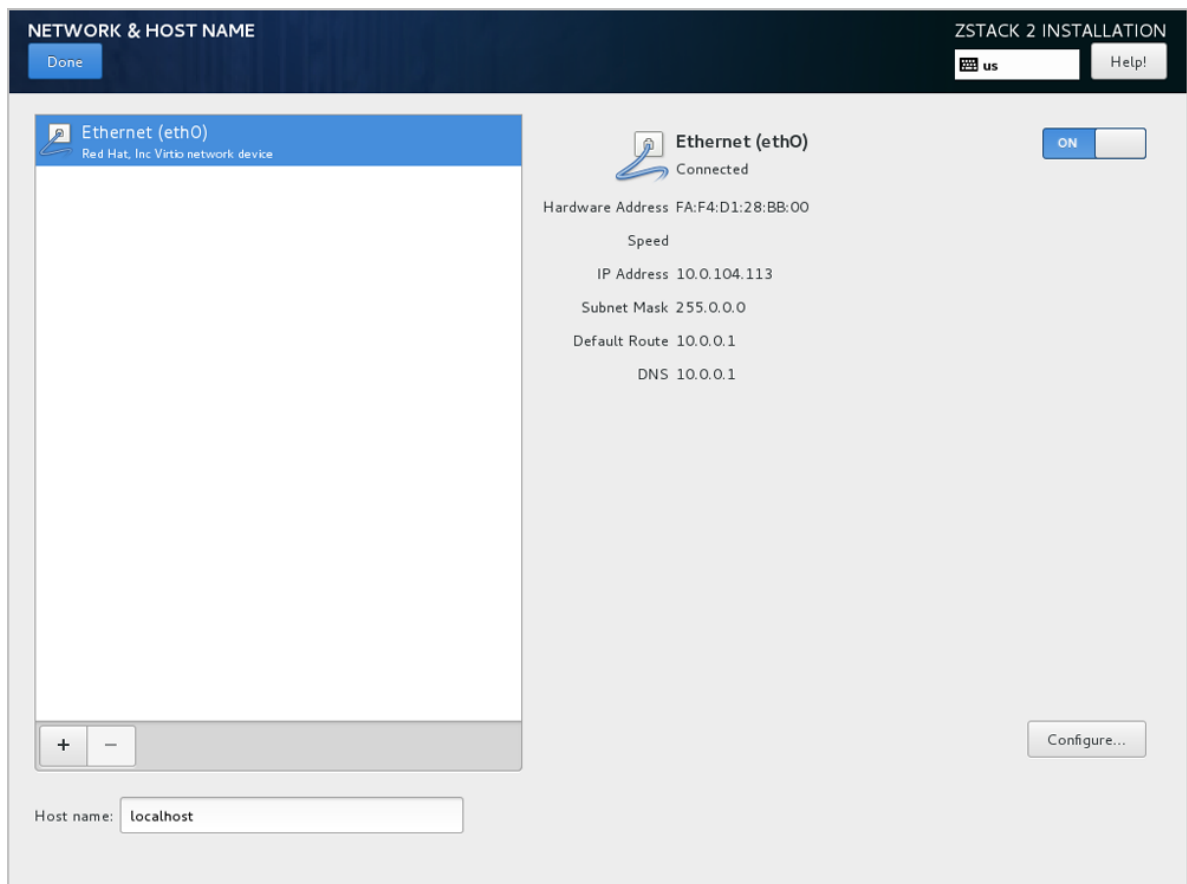 NETWORK & HOST NAME
Done
ZSTACK 2 INSTALLATION
us
Help!
Ethernet (eth0)
Red Hat, Inc Virtio network device
Ethernet (eth0)
Connected
ON
Hardware Address FA:F4:D1:28:BB:00
Speed
IP Address 10.0.104.113
Subnet Mask 255.0.0.0
Default Route 10.0.0.1
DNS 10.0.0.1
+ −
Configure...
Host name: localhost